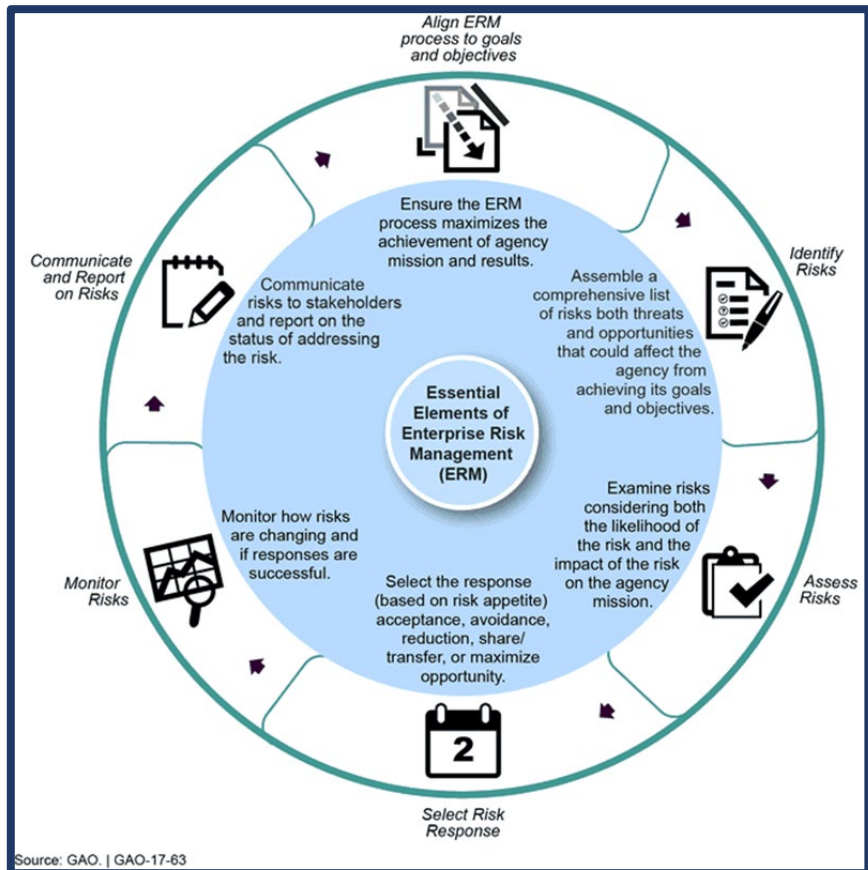 Align ERM
process to goals
and objectives
Ensure the ERM
process maximizes the
achievement of agency
mission and results.
Identify
Risks
Assemble a
comprehensive list
of risks both threats
and opportunities
that could affect the
agency from
achieving its goals
and objectives.
Assess
Risks
Examine risks
considering both
the likelihood of
the risk and the
impact of the risk
on the agency
mission.
Select the response
(based on risk appetite)
acceptance, avoidance,
reduction, share/
transfer, or maximize
opportunity.
2
Select Risk
Response
Monitor
Risks
Monitor how risks
are changing and
if responses are
successful.
Communicate
and Report
on Risks
Communicate
risks to stakeholders
and report on the
status of addressing
the risk.
Essential
Elements of
Enterprise Risk
Management
(ERM)
Source: GAO. | GAO-17-63